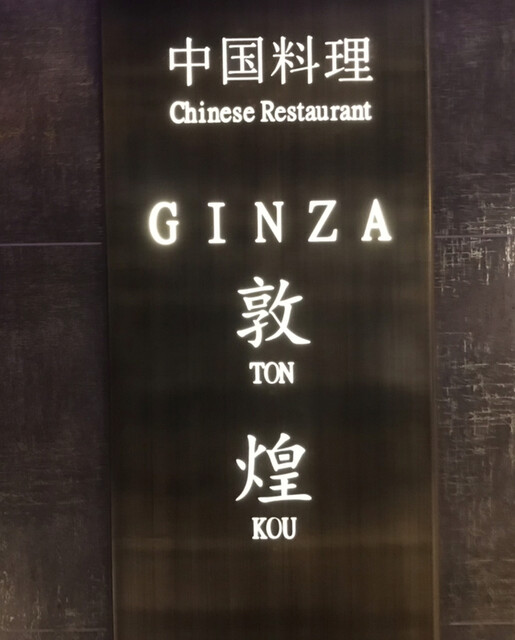 中国料理
Chinese Restaurant
GINZA
敦
TON
煌
KOU